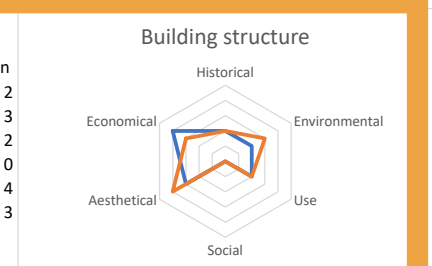 Building structure
n
2
3
2
0
4
3
Historical
Environmental
Use
Social
Aesthetical
Economical